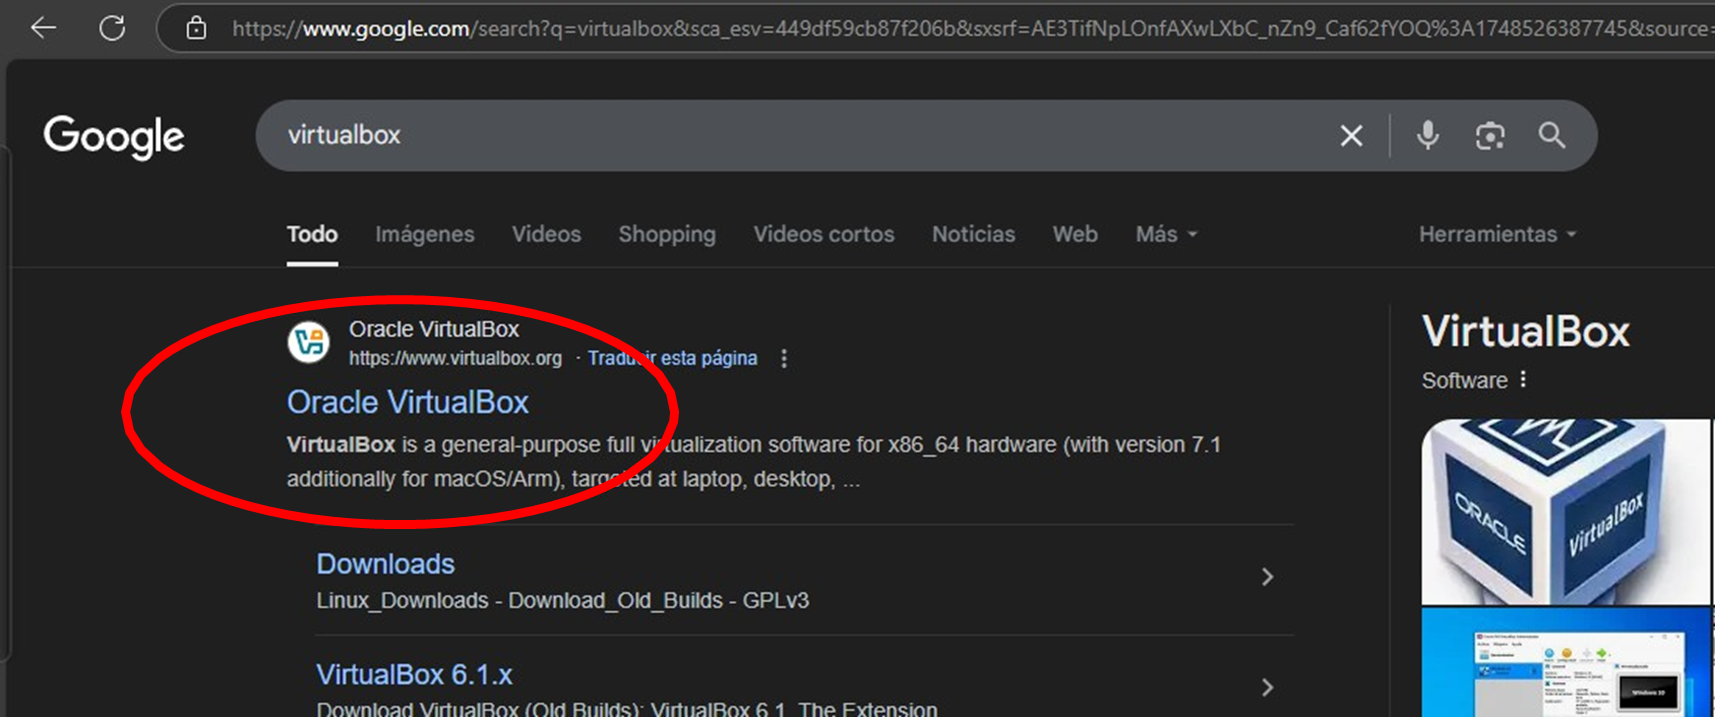 https://www.google.com/search?q=virtualbox&sca_esv=449df59cb87f206b&sxsrf=AE3TifNpLOnfAXwLXbC_nZn9_Caf62fYOQ%3A1748526387745&source=
Google
virtualbox
Todo Imágenes Videos Shopping Videos cortos Noticias Web Más Herramientas
Oracle VirtualBox
https://www.virtualbox.org · Traducir esta página
Oracle VirtualBox
VirtualBox is a general-purpose full virtualization software for x86_64 hardware (with version 7.1
additionally for macOS/Arm), targeted at laptop, desktop, ...
Downloads
Linux_Downloads - Download_Old_Builds - GPLv3
VirtualBox 6.1.x
Download VirtualBox (Old Builds): VirtualBox 6.1. The Extension
VirtualBox
Software
ORACLE
VirtualBox
Windows 10